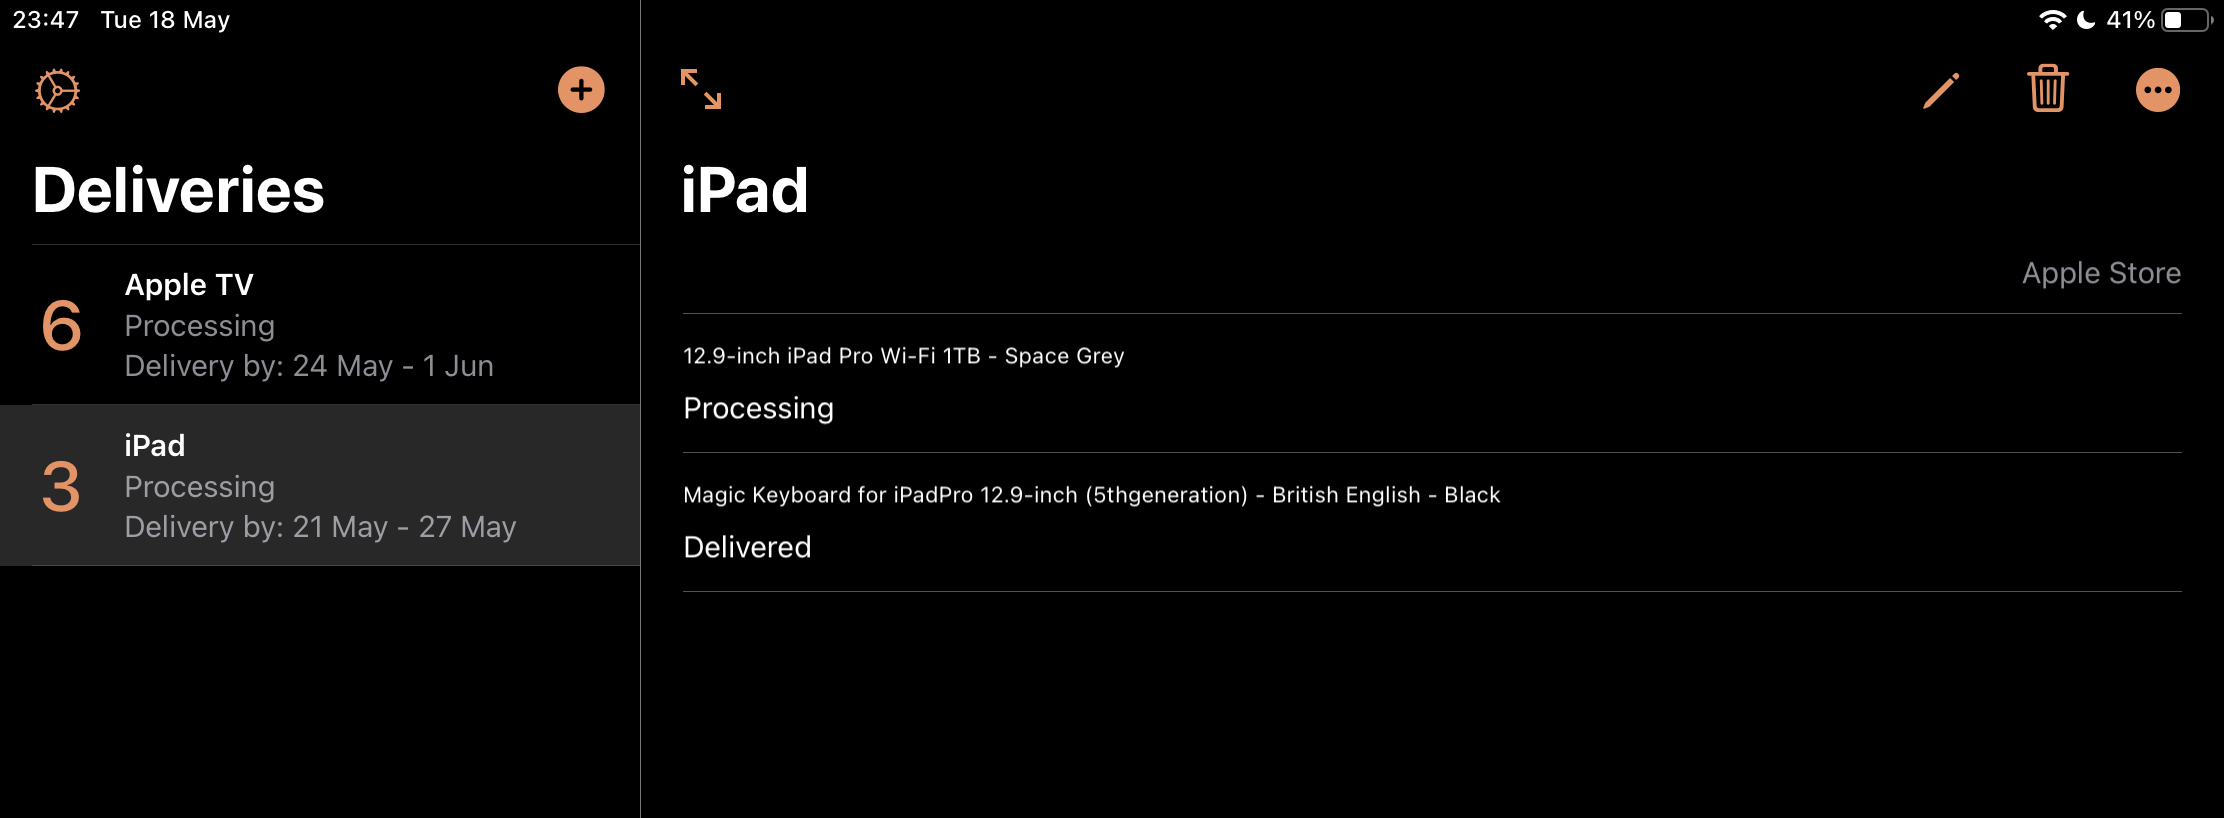 23:47 Tue 18 May
41%
Deliveries
6
Apple TV
Processing
Delivery by: 24 May - 1 Jun
3
iPad
Processing
Delivery by: 21 May - 27 May
iPad
Apple Store
12.9-inch iPad Pro Wi-Fi 1TB - Space Grey
Processing
Magic Keyboard for iPadPro 12.9-inch (5thgeneration) - British English - Black
Delivered